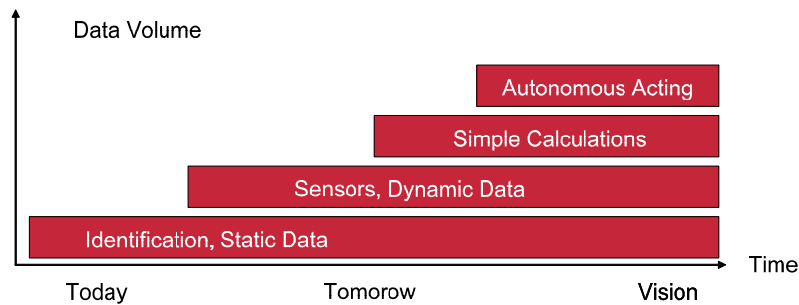 Data Volume
Autonomous Acting
Simple Calculations
Sensors, Dynamic Data
Identification, Static Data
Time
Today Tomorow Vision